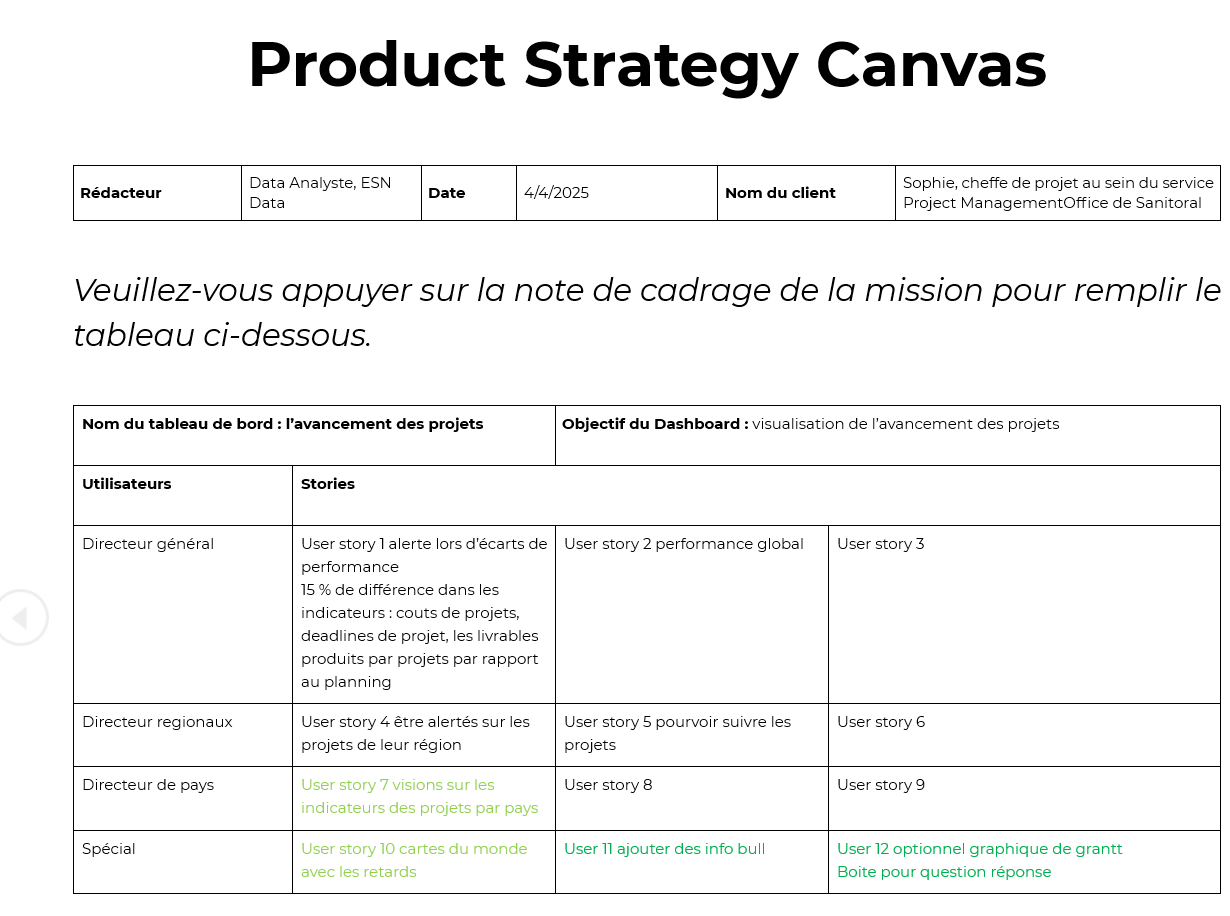 Product Strategy Canvas
Rédacteur
Data Analyste, ESN
Data
Date
4/4/2025
Nom du client
Sophie, cheffe de projet au sein du service
Project ManagementOffice de Sanitoral
Veuillez-vous appuyer sur la note de cadrage de la mission pour remplir le
tableau ci-dessous.
Nom du tableau de bord : l’avancement des projets
Objectif du Dashboard : visualisation de l’avancement des projets
Utilisateurs
Stories
Directeur général
User story 1 alerte lors d’écarts de
performance
15 % de différence dans les
indicateurs : couts de projets,
deadlines de projet, les livrables
produits par projets par rapport
au planning
User story 2 performance global
User story 3
Directeur regionaux
User story 4 être alertés sur les
projets de leur région
User story 5 pourvoir suivre les
projets
User story 6
Directeur de pays
User story 7 visions sur les
indicateurs des projets par pays
User story 8
User story 9
Spécial
User story 10 cartes du monde
avec les retards
User 11 ajouter des info bull
User 12 optionnel graphique de grantt
Boite pour question réponse